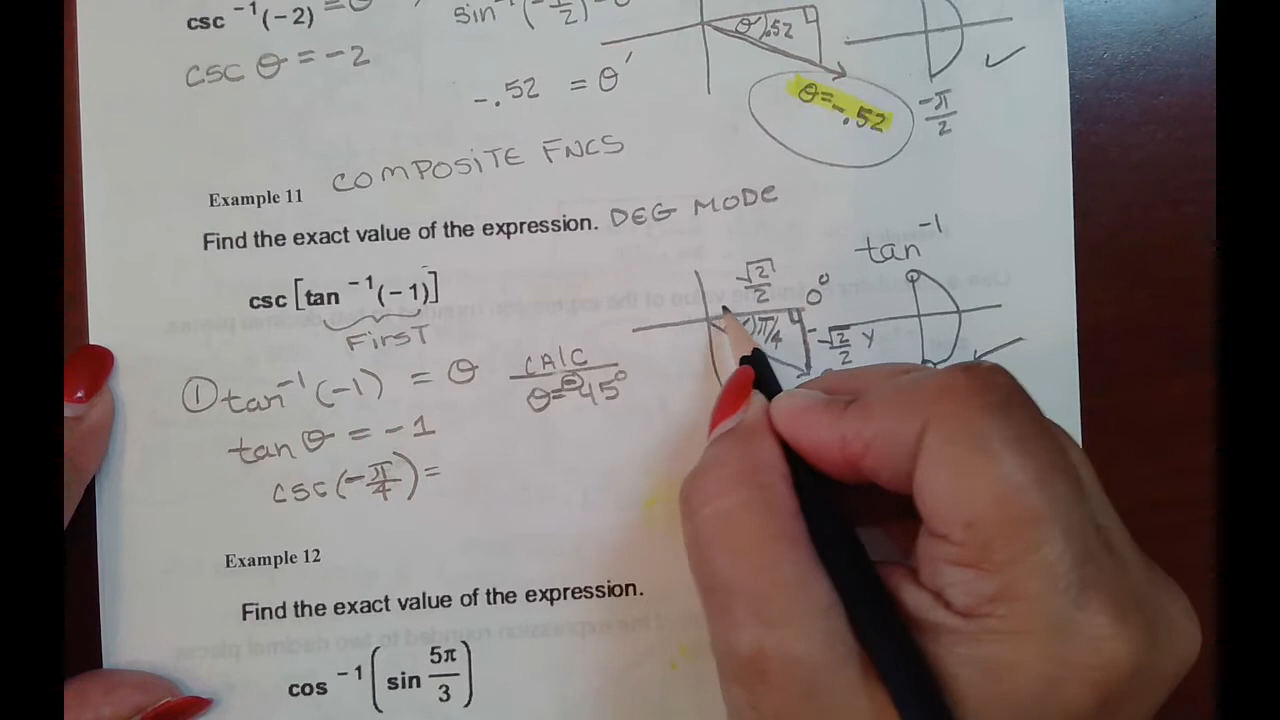 csc⁻¹(-2) = θ
sin⁻¹(-1/2)
θ' .52
csc θ = -2
-.52 = θ'
θ = -.52
-π/2
Example 11 COMPOSITE FNCS
Find the exact value of the expression. DEG MODE
tan⁻¹
csc [tan⁻¹(-1)]
FIRST
√2/2 0°
π/4 -√2/2 y
① tan⁻¹(-1) = θ CALC
θ = -45°
tan θ = -1
csc(-π/4) =
Example 12
Find the exact value of the expression.
cos⁻¹(sin 5π/3)